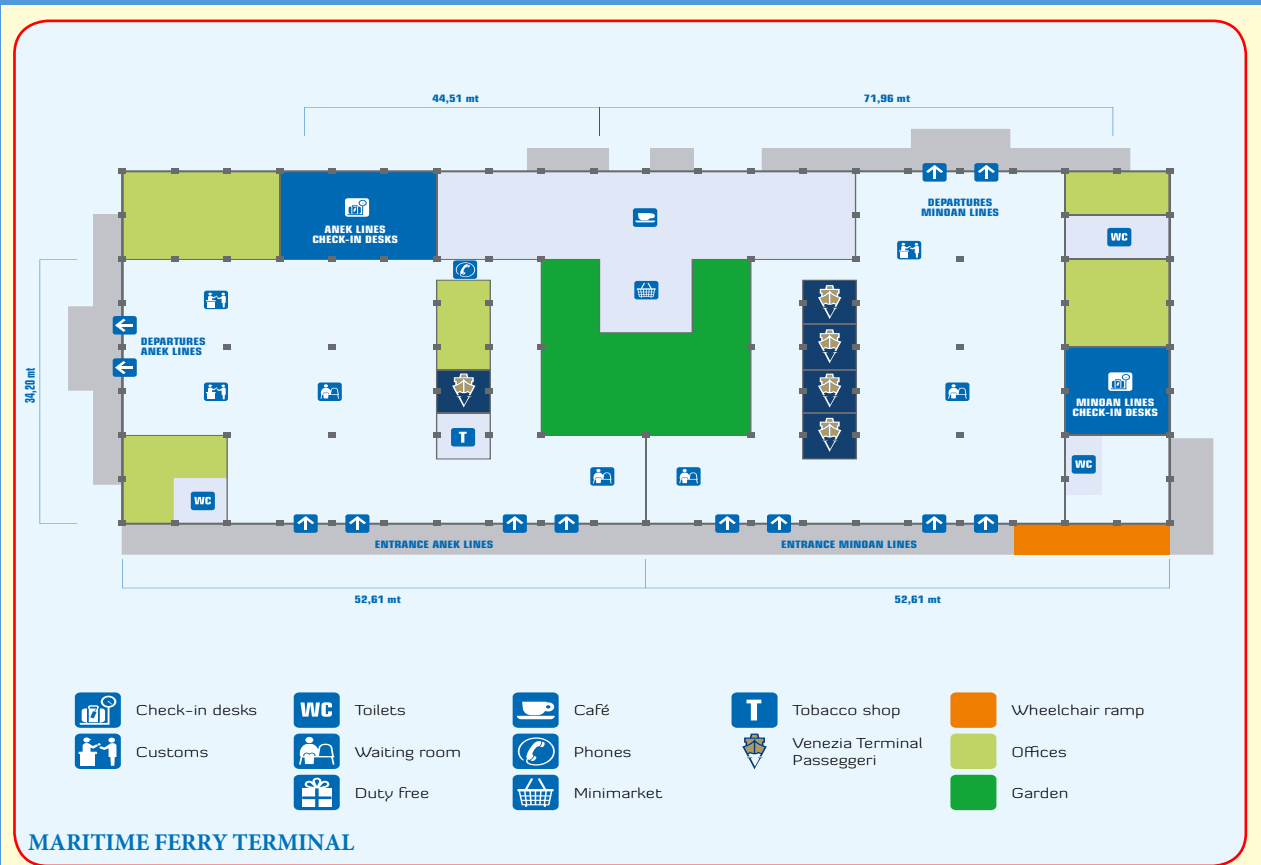 44,51 mt
71,96 mt
DEPARTURES
MINOAN LINES
ANEK LINES
CHECK-IN DESKS
WC
DEPARTURES
ANEK LINES
34,20 mt
MINOAN LINES
CHECK-IN DESKS
T
WC
WC
ENTRANCE ANEK LINES
ENTRANCE MINOAN LINES
52,61 mt
52,61 mt
Check-in desks
WC
Toilets
Café
T
Tobacco shop
Wheelchair ramp
Customs
Waiting room
Phones
Venezia Terminal
Passeggeri
Offices
Duty free
Minimarket
Garden
MARITIME FERRY TERMINAL